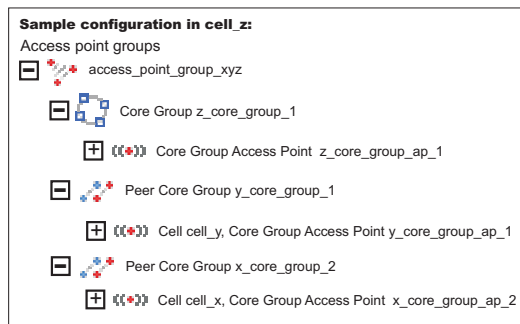 Sample configuration in cell_z:
Access point groups
access_point_group_xyz
Core Group z_core_group_1
Core Group Access Point z_core_group_ap_1
Peer Core Group y_core_group_1
Cell cell_y, Core Group Access Point y_core_group_ap_1
Peer Core Group x_core_group_2
Cell cell_x, Core Group Access Point x_core_group_ap_2